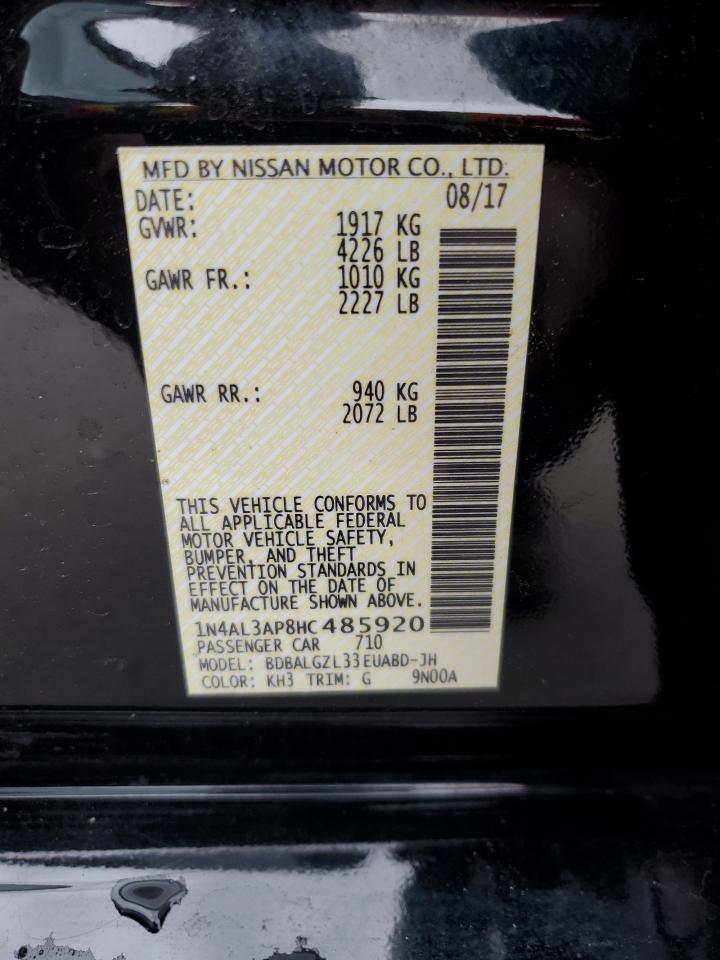 MFD BY NISSAN MOTOR CO., LTD.
DATE: 08/17
GVWR: 1917 KG
4226 LB
GAWR FR.: 1010 KG
2227 LB
GAWR RR.: 940 KG
2072 LB
THIS VEHICLE CONFORMS TO
ALL APPLICABLE FEDERAL
MOTOR VEHICLE SAFETY,
BUMPER, AND THEFT
PREVENTION STANDARDS IN
EFFECT ON THE DATE OF
MANUFACTURE SHOWN ABOVE.
1N4AL3AP8HC485920
PASSENGER CAR 710
MODEL: BDBALGZL33EUABD-JH
COLOR: KH3 TRIM: G 9N00A